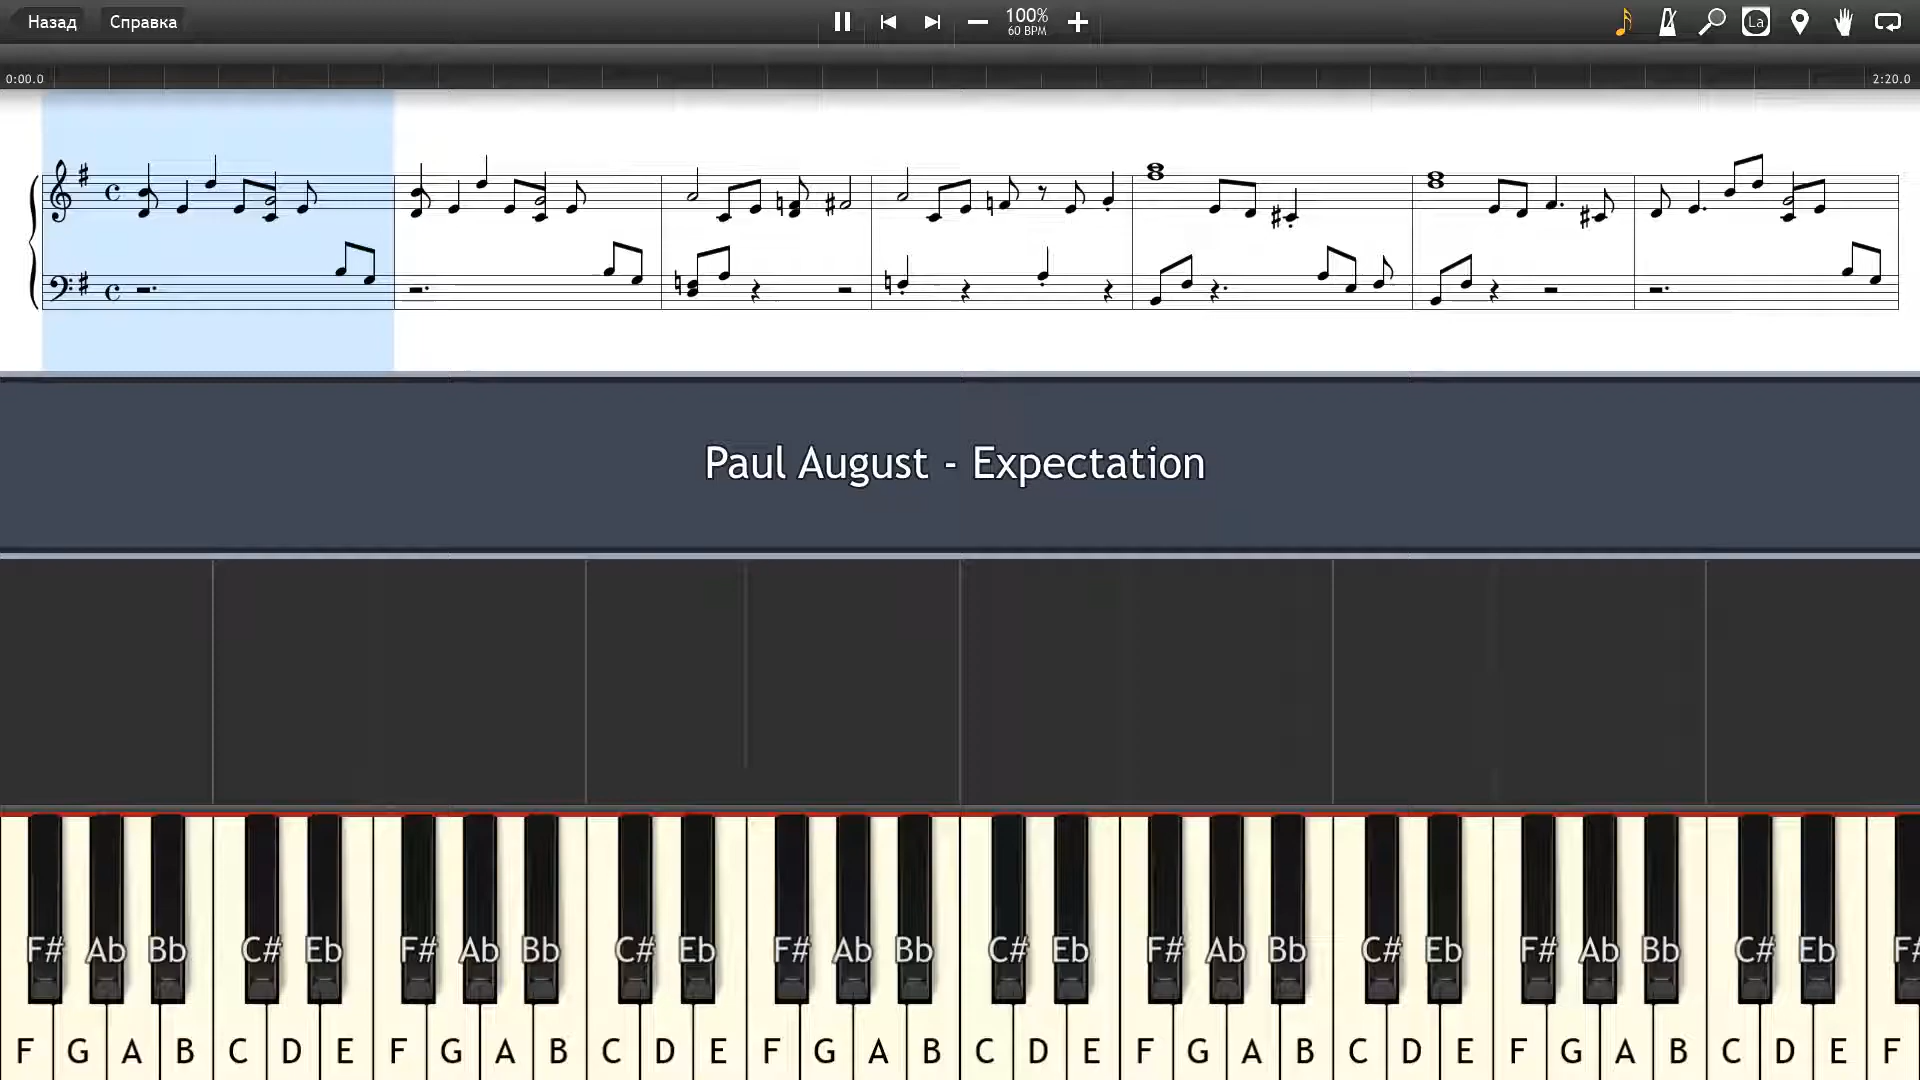 Назад Справка 100% La
60 BPM
0:00.0 2:20.0
Paul August - Expectation
F# Ab Bb C# Eb F# Ab Bb C# Eb F# Ab Bb C# Eb F# Ab Bb C# Eb F# Ab Bb C# Eb F#
F G A B C D E F G A B C D E F G A B C D E F G A B C D E F G A B C D E F